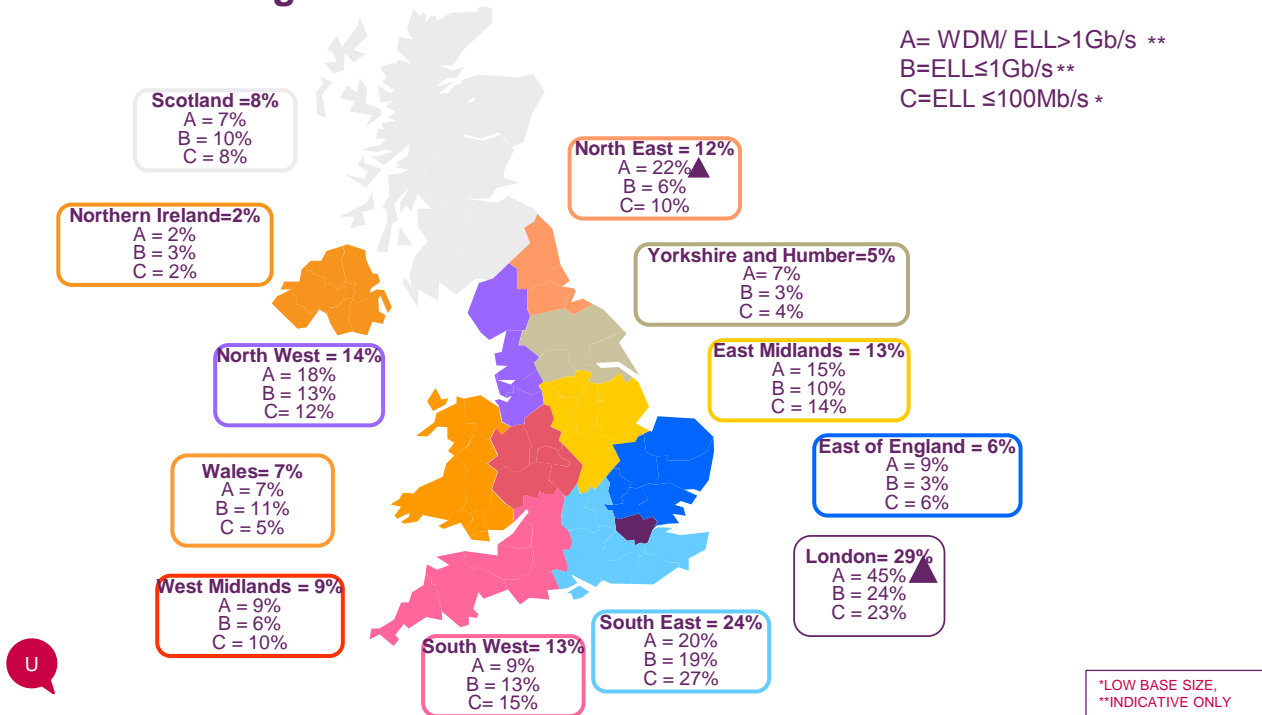 A= WDM/ ELL>1Gb/s **
B=ELL≤1Gb/s**
C=ELL ≤100Mb/s *
Scotland =8%
A = 7%
B = 10%
C = 8%
North East = 12%
A = 22%
B = 6%
C= 10%
Northern Ireland=2%
A = 2%
B = 3%
C = 2%
Yorkshire and Humber=5%
A= 7%
B = 3%
C = 4%
North West = 14%
A = 18%
B = 13%
C= 12%
East Midlands = 13%
A = 15%
B = 10%
C = 14%
East of England = 6%
A = 9%
B = 3%
C = 6%
Wales= 7%
A = 7%
B = 11%
C = 5%
London= 29%
A = 45%
B = 24%
C = 23%
West Midlands = 9%
A = 9%
B = 6%
C = 10%
South East = 24%
A = 20%
B = 19%
C = 27%
South West= 13%
A = 9%
B = 13%
C = 15%
U
*LOW BASE SIZE,
**INDICATIVE ONLY